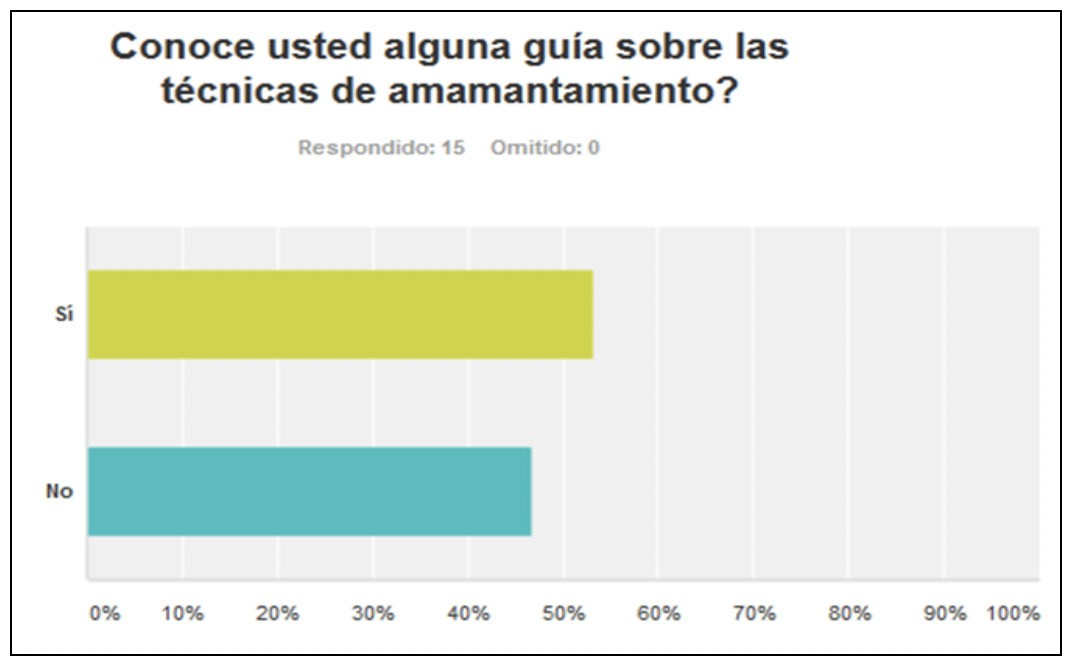 Conoce usted alguna guía sobre las
técnicas de amamantamiento?
Respondido: 15 Omitido: 0
Sí
No
0% 10% 20% 30% 40% 50% 60% 70% 80% 90% 100%